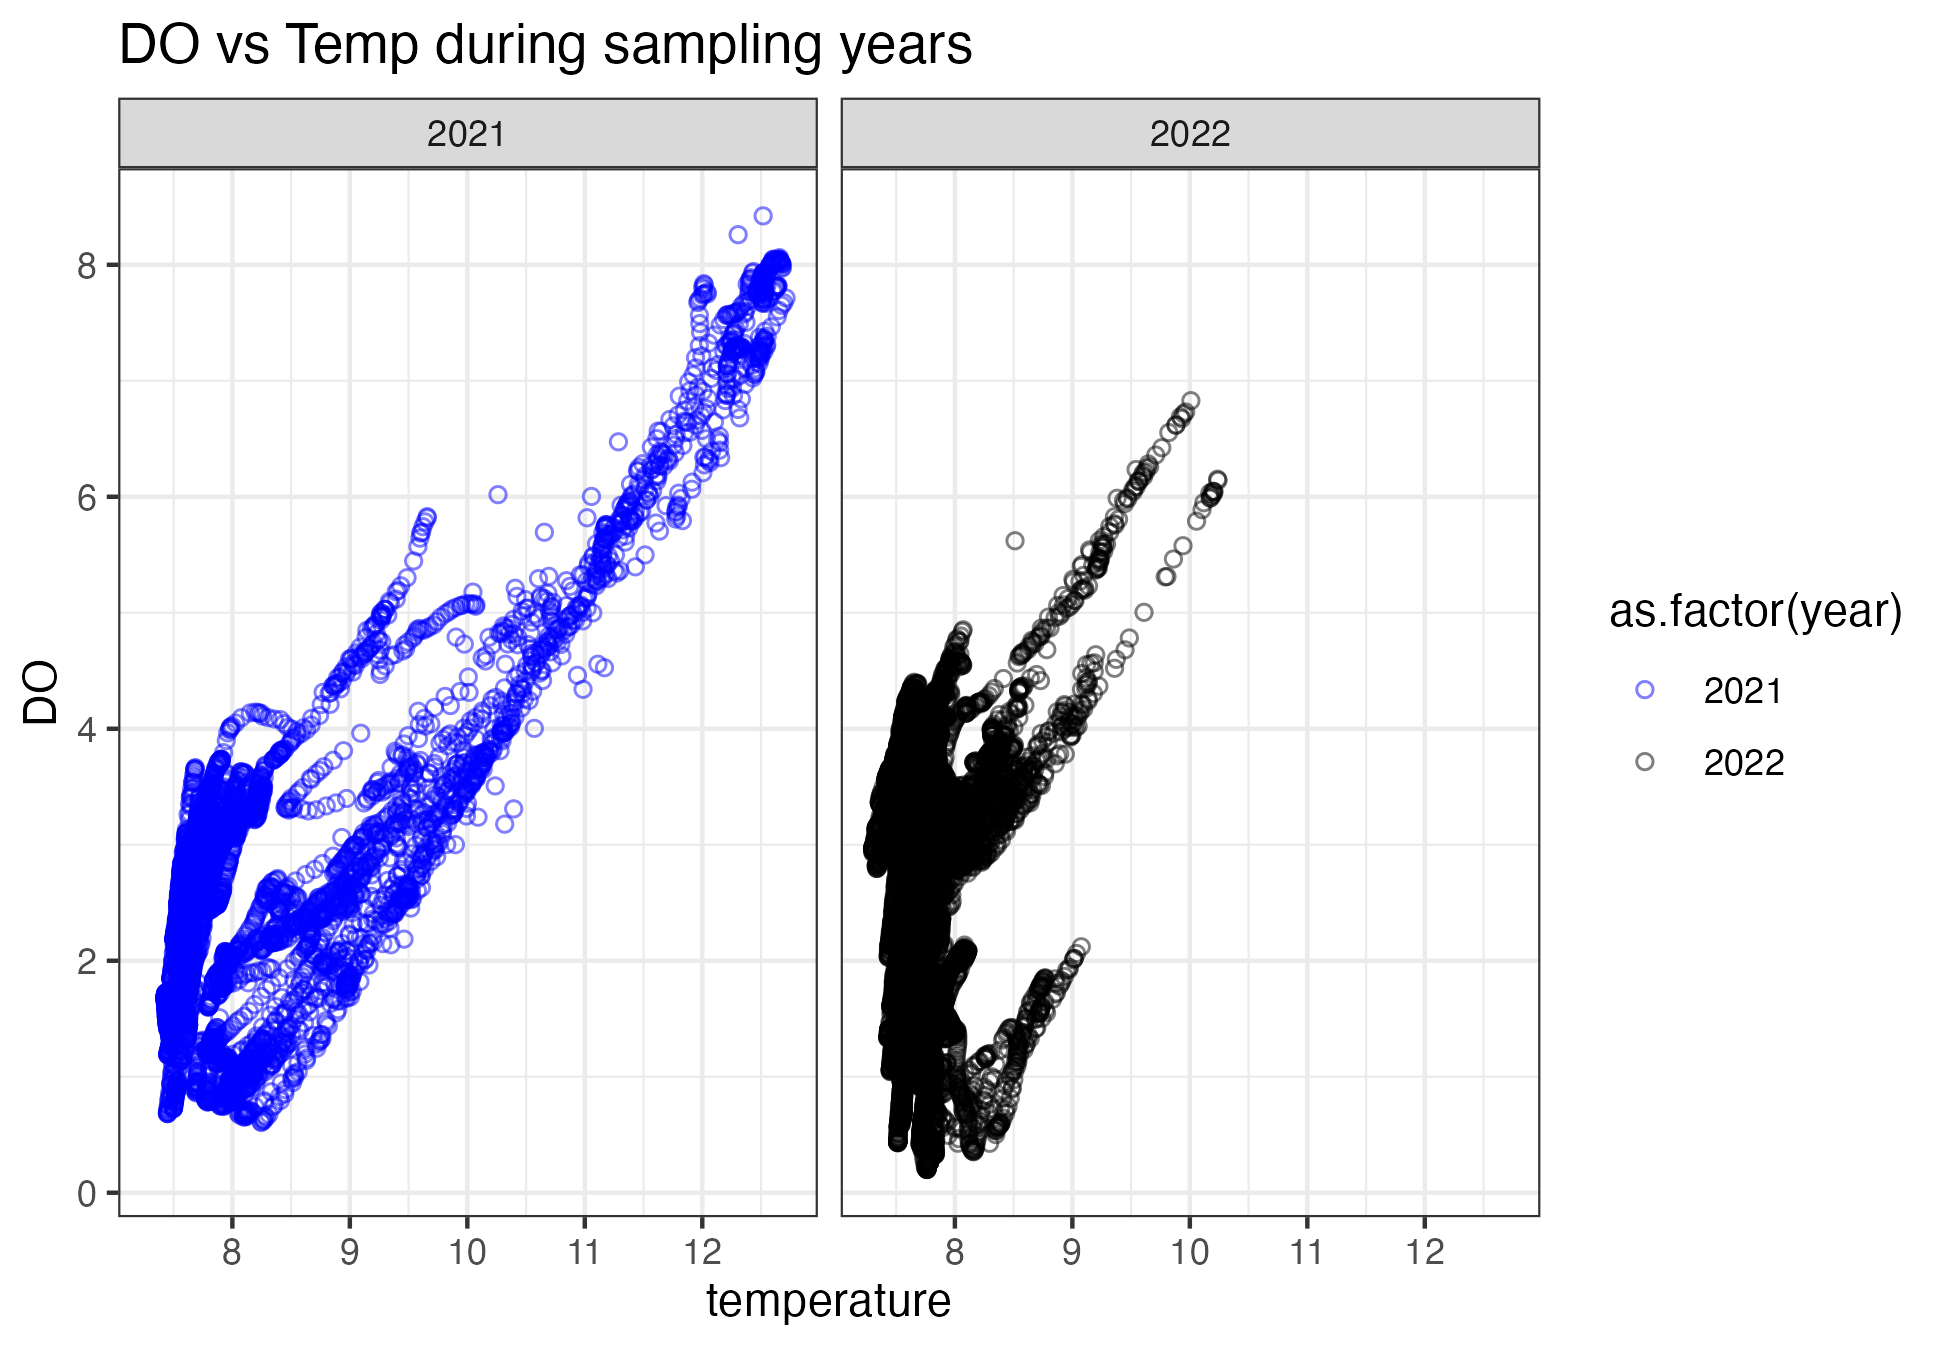 DO vs Temp during sampling years
2021
2022
8
6
4
2
0
DO
8 9 10 11 12
8 9 10 11 12
temperature
as.factor(year)
2021
2022